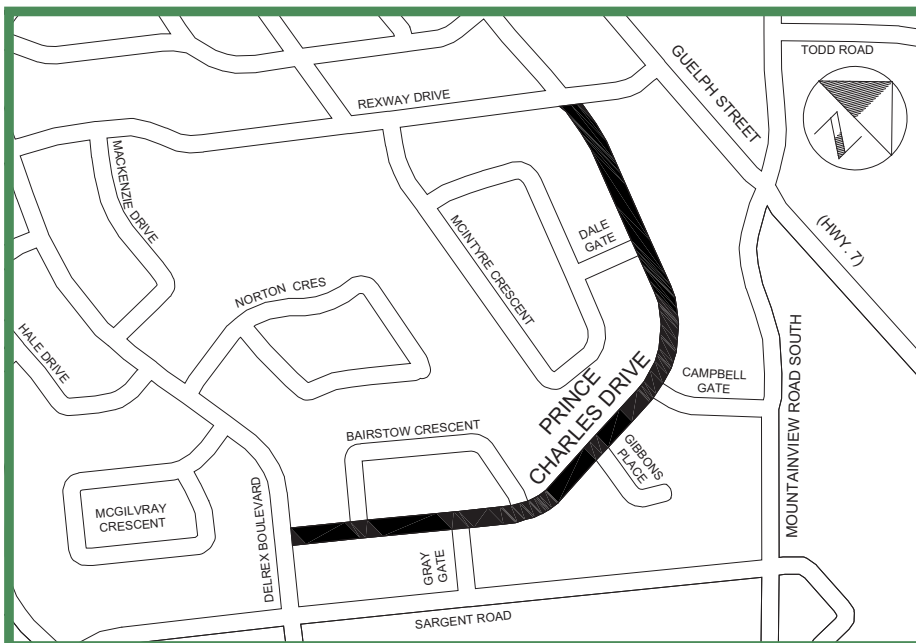 TODD ROAD
GUELPH STREET
REXWAY DRIVE
MACKENZIE DRIVE
DALE
GATE
MCINTYRE CRESCENT
(HWY. 7)
NORTON CRES
HALE DRIVE
MOUNTAINVIEW ROAD SOUTH
CAMPBELL
GATE
PRINCE
CHARLES DRIVE
BAIRSTOW CRESCENT
GIBBONS
PLACE
MCGILVRAY
CRESCENT
DELREX BOULEVARD
GRAY
GATE
SARGENT ROAD